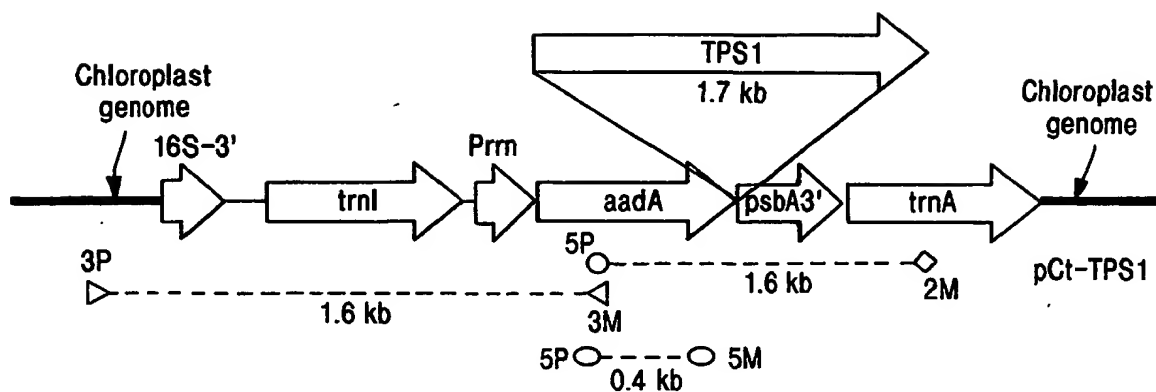 TPS1
1.7 kb
Chloroplast
genome
Chloroplast
genome
16S-3'
Prrn
trnI
aadA
psbA3'
trnA
5P
3P
1.6 kb
2M
pCt-TPS1
1.6 kb
3M
5P
5M
0.4 kb